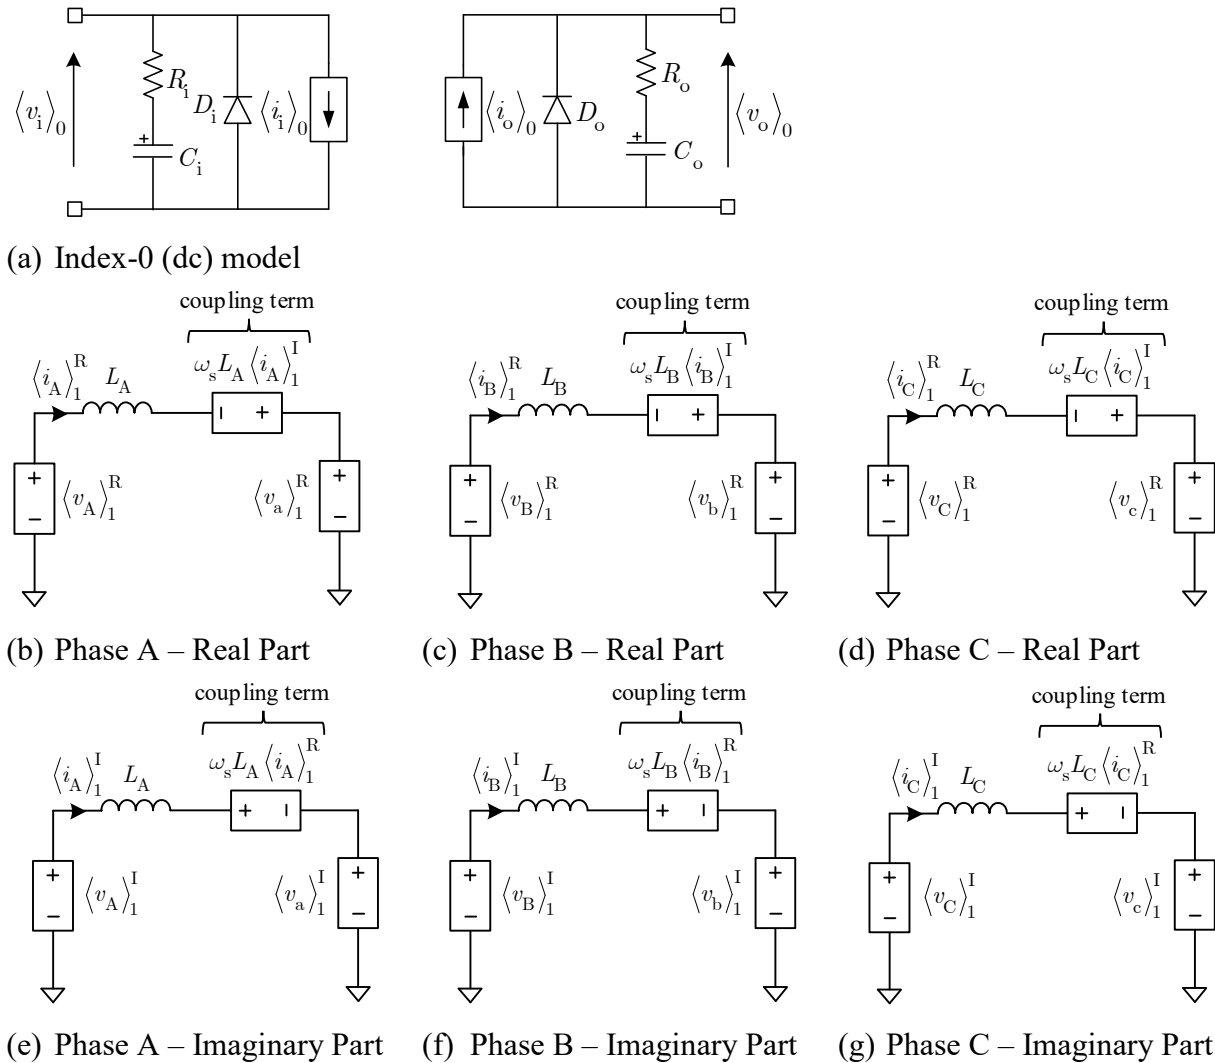 ⟨v_i⟩_0 R_i C_i D_i ⟨i_i⟩_0 ⟨i_o⟩_0 D_o R_o C_o ⟨v_o⟩_0
(a) Index-0 (dc) model
coupling term coupling term coupling term
⟨i_A⟩_1^R L_A ω_s L_A ⟨i_A⟩_1^I ⟨i_B⟩_1^R L_B ω_s L_B ⟨i_B⟩_1^I ⟨i_C⟩_1^R L_C ω_s L_C ⟨i_C⟩_1^I
⟨v_A⟩_1^R ⟨v_a⟩_1^R ⟨v_B⟩_1^R ⟨v_b⟩_1^R ⟨v_C⟩_1^R ⟨v_c⟩_1^R
(b) Phase A – Real Part (c) Phase B – Real Part (d) Phase C – Real Part
coupling term coupling term coupling term
⟨i_A⟩_1^I L_A ω_s L_A ⟨i_A⟩_1^R ⟨i_B⟩_1^I L_B ω_s L_B ⟨i_B⟩_1^R ⟨i_C⟩_1^I L_C ω_s L_C ⟨i_C⟩_1^R
⟨v_A⟩_1^I ⟨v_a⟩_1^I ⟨v_B⟩_1^I ⟨v_b⟩_1^I ⟨v_C⟩_1^I ⟨v_c⟩_1^I
(e) Phase A – Imaginary Part (f) Phase B – Imaginary Part (g) Phase C – Imaginary Part